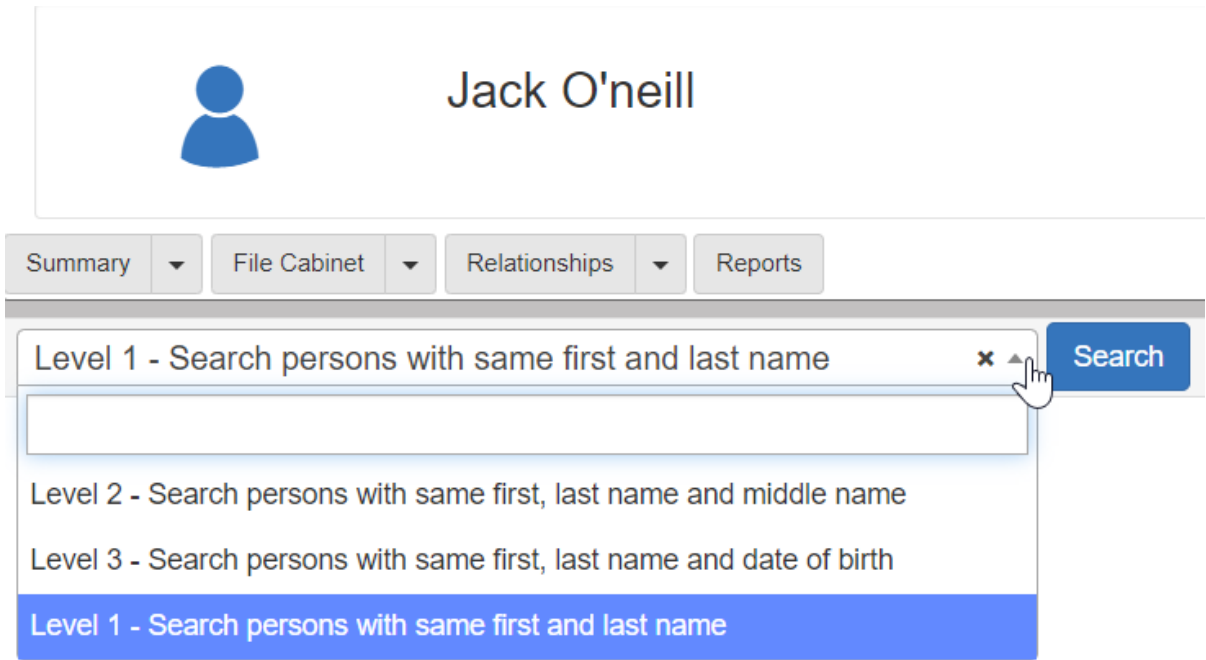 Jack O'neill
Summary File Cabinet Relationships Reports
Level 1 - Search persons with same first and last name Search
Level 2 - Search persons with same first, last name and middle name
Level 3 - Search persons with same first, last name and date of birth
Level 1 - Search persons with same first and last name